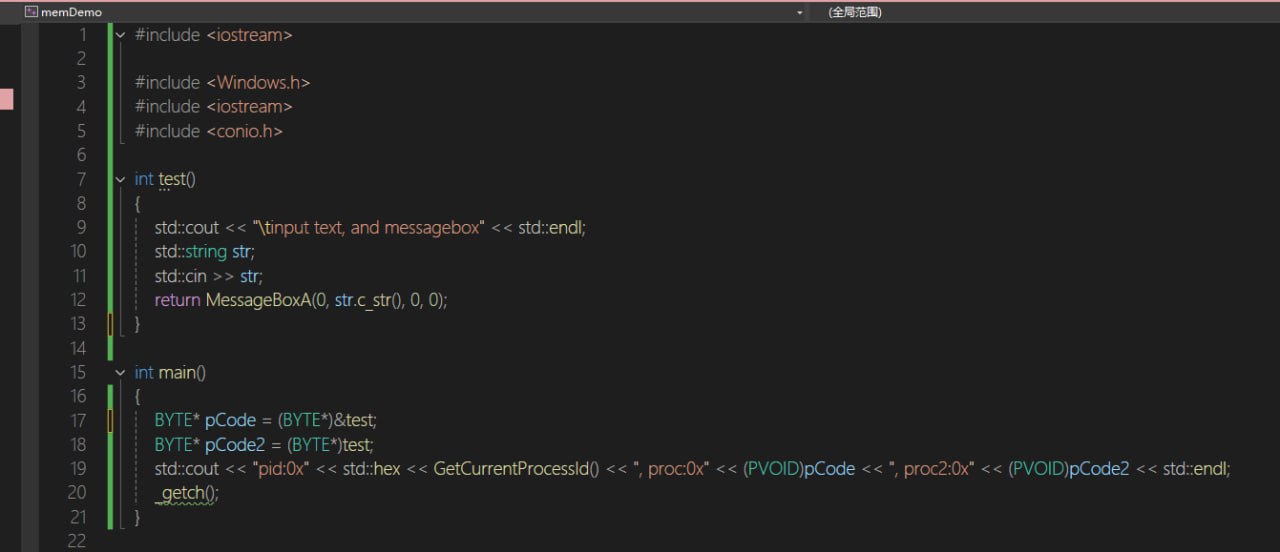 memDemo (全局范围)
1 #include <iostream>
2
3 #include <Windows.h>
4 #include <iostream>
5 #include <conio.h>
6
7 int test()
8 {
9 std::cout << "\tinput text, and messagebox" << std::endl;
10 std::string str;
11 std::cin >> str;
12 return MessageBoxA(0, str.c_str(), 0, 0);
13 }
14
15 int main()
16 {
17 BYTE* pCode = (BYTE*)&test;
18 BYTE* pCode2 = (BYTE*)test;
19 std::cout << "pid:0x" << std::hex << GetCurrentProcessId() << ", proc:0x" << (PVOID)pCode << ", proc2:0x" << (PVOID)pCode2 << std::endl;
20 _getch();
21 }
22